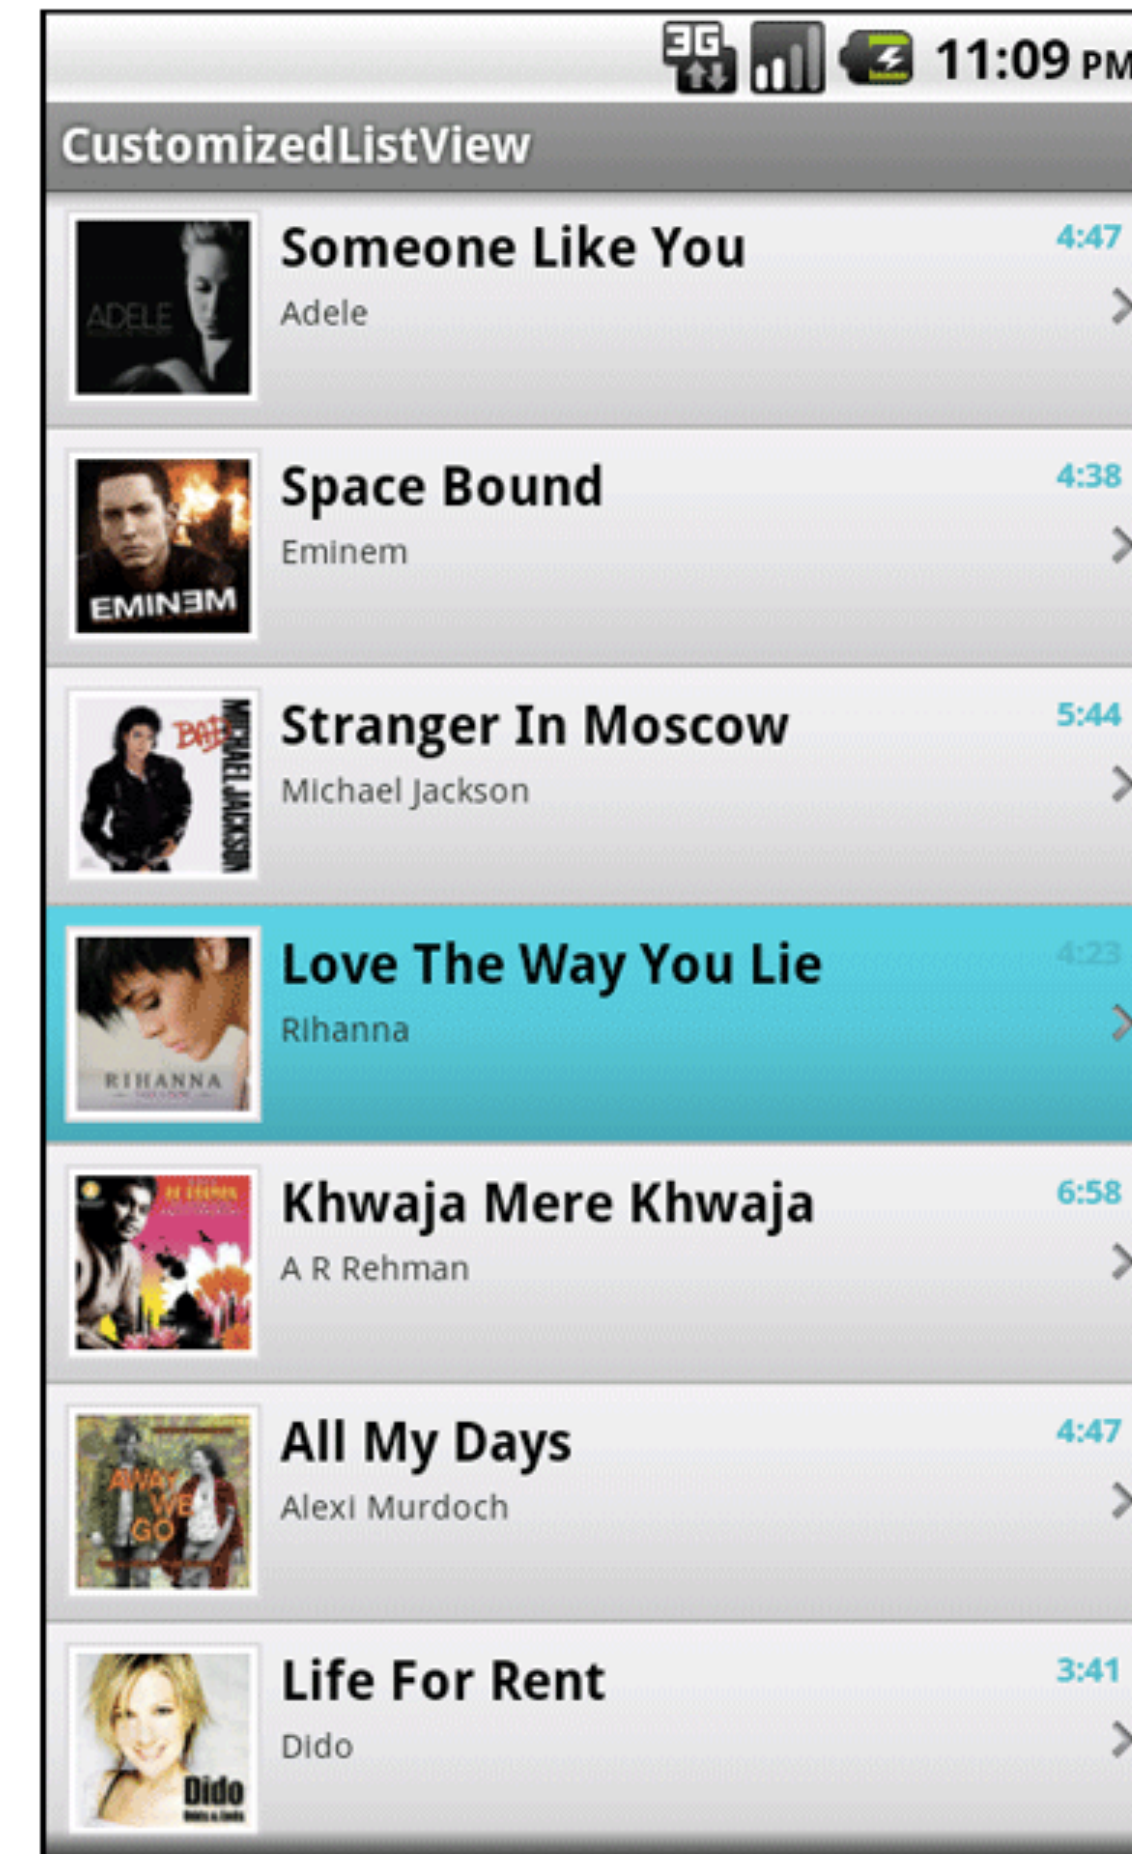 3G
11:09 PM
CustomizedListView
Someone Like You
4:47
Adele
ADELE
Space Bound
4:38
Eminem
EMINƎM
Stranger In Moscow
5:44
Michael Jackson
BAD
MICHAEL JACKSON
Love The Way You Lie
4:23
Rihanna
RIHANNA
Khwaja Mere Khwaja
6:58
A R Rehman
All My Days
4:47
Alexi Murdoch
AWAY
WE
GO
Life For Rent
3:41
Dido
Dido